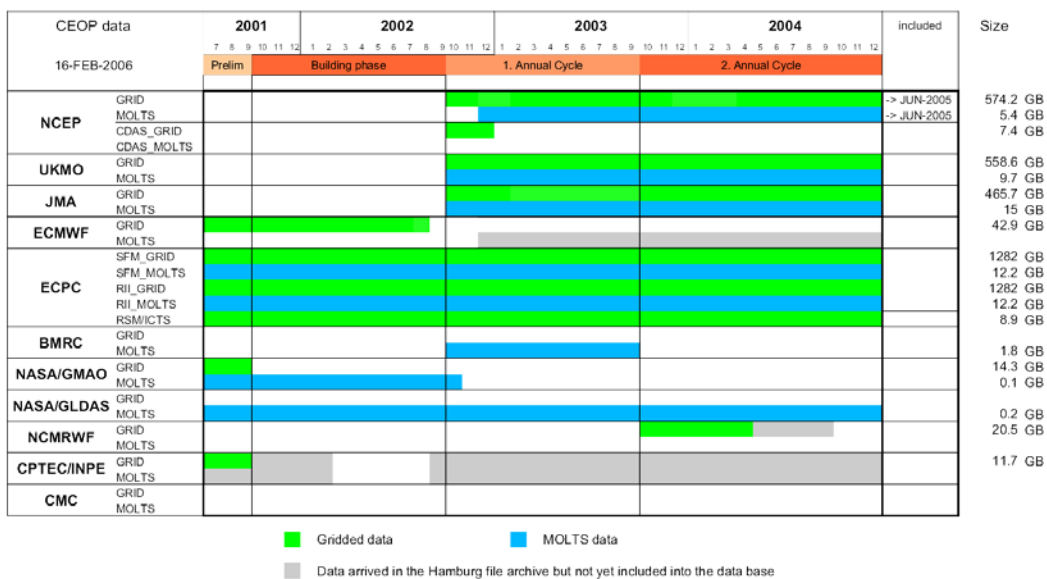 CEOP data 2001 2002 2003 2004 included Size
7 8 9 10 11 12 1 2 3 4 5 6 7 8 9 10 11 12 1 2 3 4 5 6 7 8 9 10 11 12 1 2 3 4 5 6 7 8 9 10 11 12
16-FEB-2006 Prelim Building phase 1. Annual Cycle 2. Annual Cycle
NCEP
GRID -> JUN-2005 574.2 GB
MOLTS -> JUN-2005 5.4 GB
CDAS_GRID 7.4 GB
CDAS_MOLTS
UKMO
GRID 558.6 GB
MOLTS 9.7 GB
JMA
GRID 465.7 GB
MOLTS 15 GB
ECMWF
GRID 42.9 GB
MOLTS
ECPC
SFM_GRID 1282 GB
SFM_MOLTS 12.2 GB
RII_GRID 1282 GB
RII_MOLTS 12.2 GB
RSM/ICTS 8.9 GB
BMRC
GRID
MOLTS 1.8 GB
NASA/GMAO
GRID 14.3 GB
MOLTS 0.1 GB
NASA/GLDAS
GRID
MOLTS 0.2 GB
NCMRWF
GRID 20.5 GB
MOLTS
CPTEC/INPE
GRID 11.7 GB
MOLTS
CMC
GRID
MOLTS
Gridded data MOLTS data
Data arrived in the Hamburg file archive but not yet included into the data base